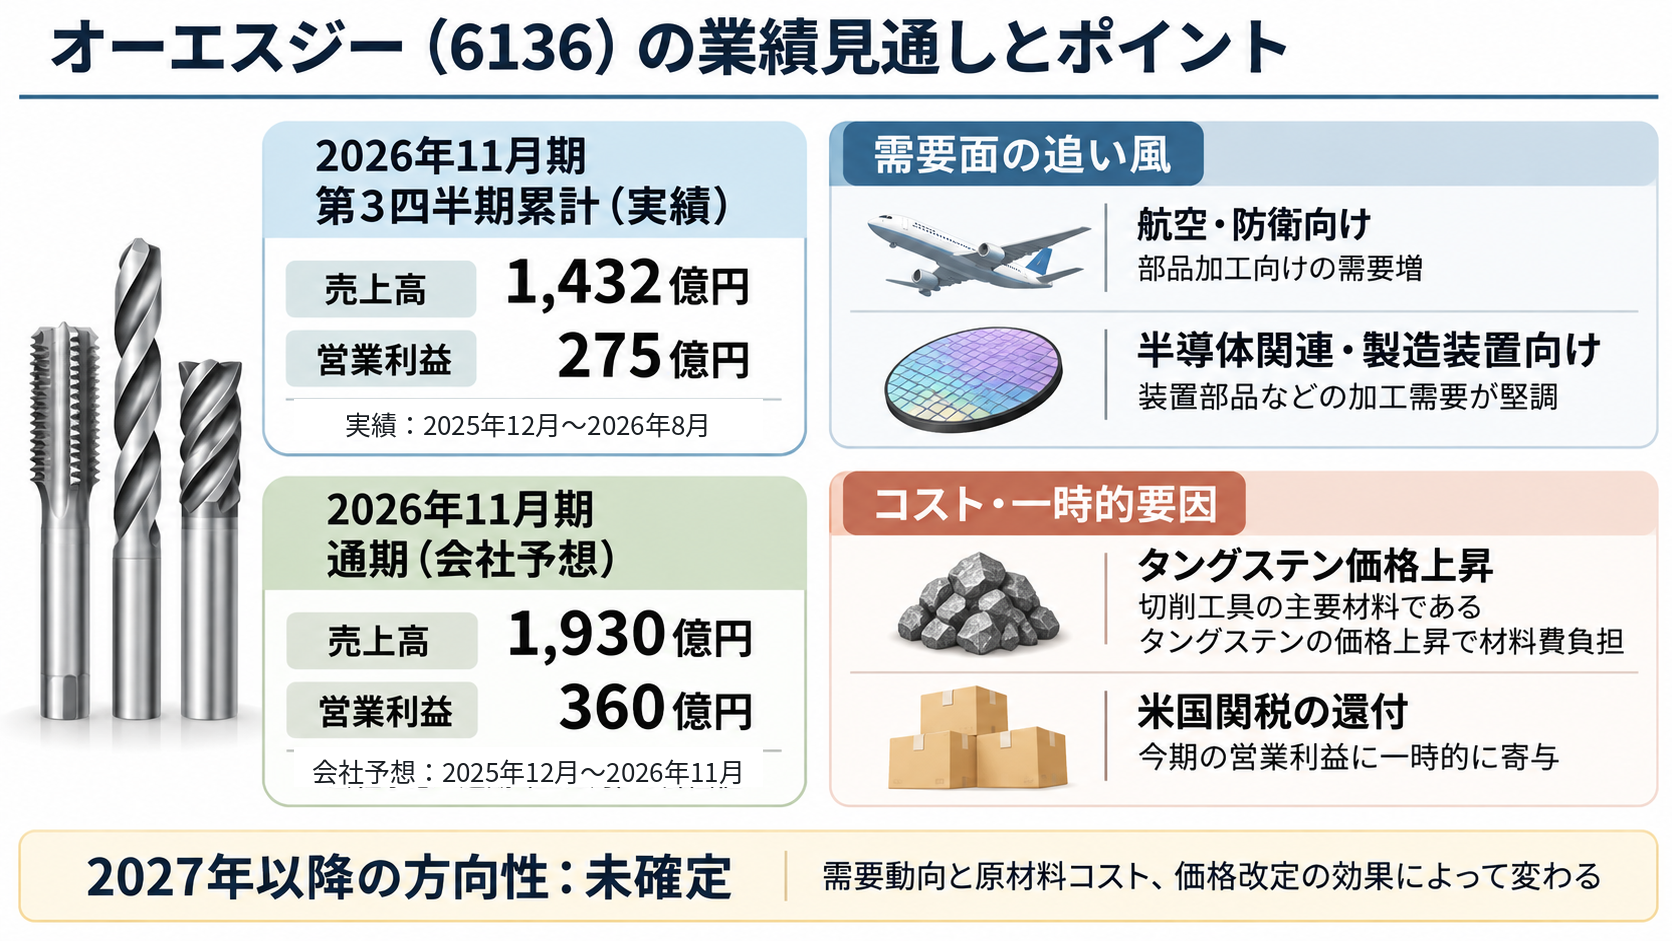 オーエスジー（6136）の業績見通しとポイント
2026年11月期
第3四半期累計（実績）
売上高 1,432億円
営業利益 275億円
実績：2025年12月～2026年8月
2026年11月期
通期（会社予想）
売上高 1,930億円
営業利益 360億円
会社予想：2025年12月～2026年11月
需要面の追い風
航空・防衛向け
部品加工向けの需要増
半導体関連・製造装置向け
装置部品などの加工需要が堅調
コスト・一時的要因
タングステン価格上昇
切削工具の主要材料である
タングステンの価格上昇で材料費負担
米国関税の還付
今期の営業利益に一時的に寄与
2027年以降の方向性：未確定
需要動向と原材料コスト、価格改定の効果によって変わる